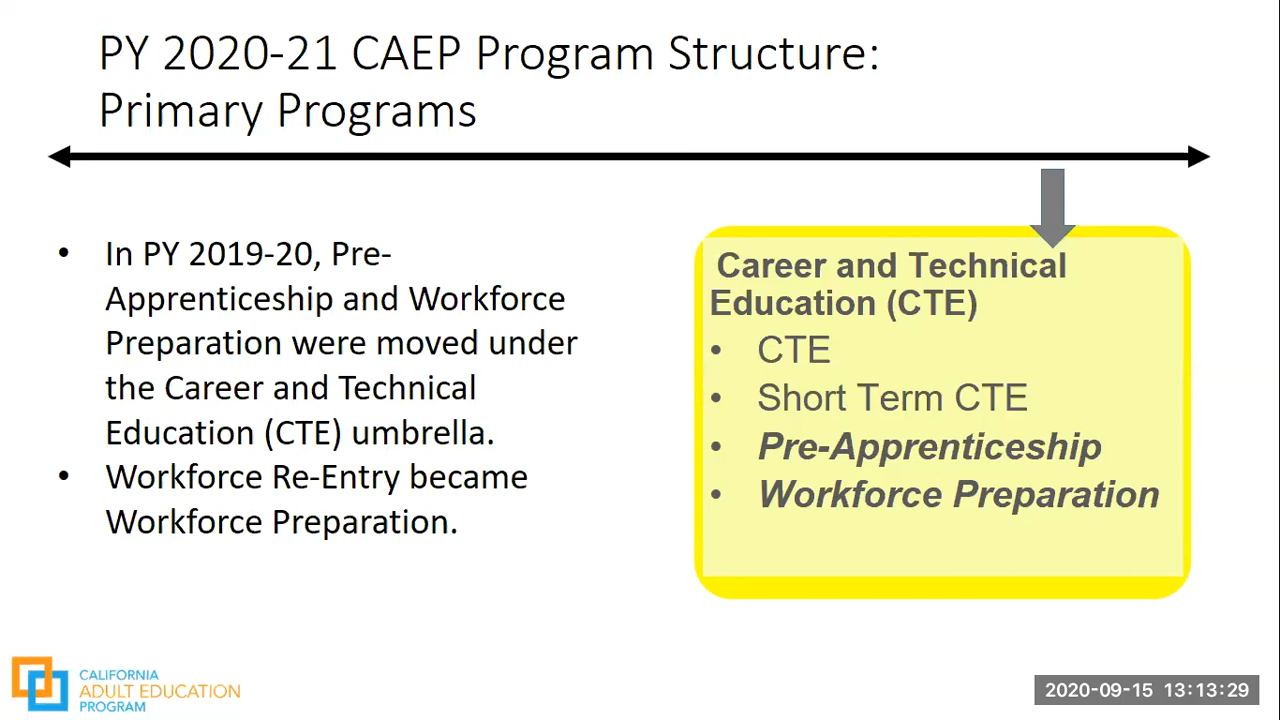 PY 2020-21 CAEP Program Structure:
Primary Programs
• In PY 2019-20, Pre-
Apprenticeship and Workforce
Preparation were moved under
the Career and Technical
Education (CTE) umbrella.
• Workforce Re-Entry became
Workforce Preparation.
Career and Technical
Education (CTE)
• CTE
• Short Term CTE
• Pre-Apprenticeship
• Workforce Preparation
CALIFORNIA
ADULT EDUCATION
PROGRAM
2020-09-15 13:13:29